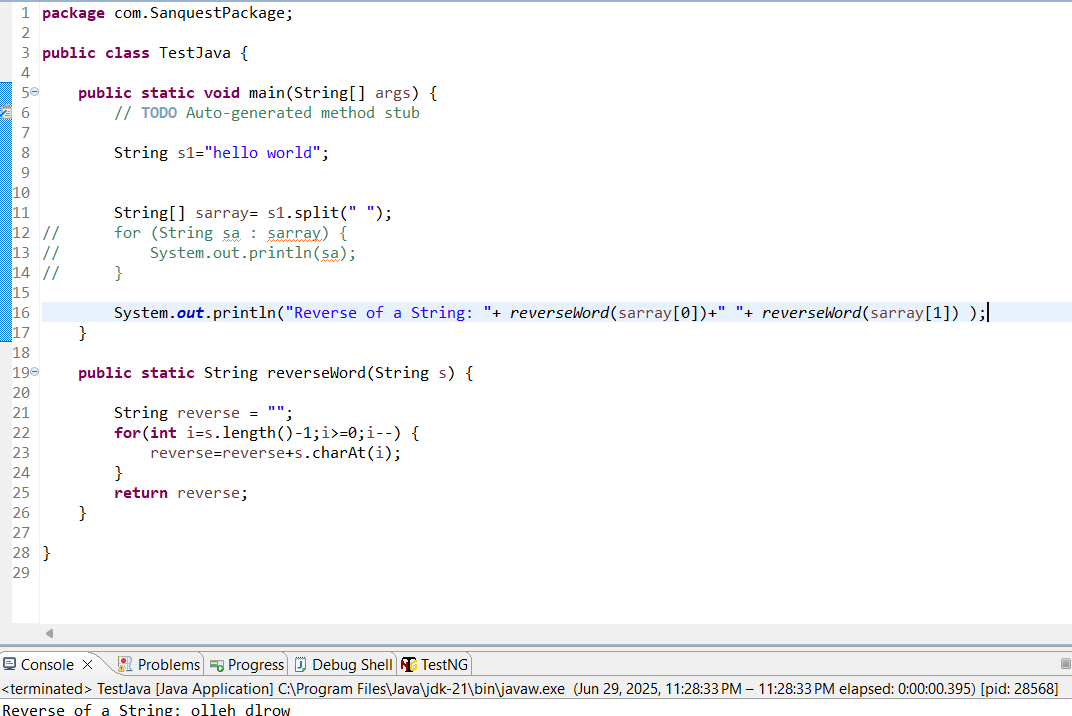 1 package com.SanquestPackage;
2
3 public class TestJava {
4
5     public static void main(String[] args) {
6         // TODO Auto-generated method stub
7
8         String s1="hello world";
9
10
11         String[] sarray= s1.split(" ");
12 //      for (String sa : sarray) {
13 //          System.out.println(sa);
14 //      }
15
16         System.out.println("Reverse of a String: "+ reverseWord(sarray[0])+" "+ reverseWord(sarray[1]) );
17     }
18
19     public static String reverseWord(String s) {
20
21         String reverse = "";
22         for(int i=s.length()-1;i>=0;i--) {
23             reverse=reverse+s.charAt(i);
24         }
25         return reverse;
26     }
27
28 }
29
Console Problems Progress Debug Shell TestNG
<terminated> TestJava [Java Application] C:\Program Files\Java\jdk-21\bin\javaw.exe (Jun 29, 2025, 11:28:33 PM – 11:28:33 PM elapsed: 0:00:00.395) [pid: 28568]
Reverse of a String: olleh dlrow